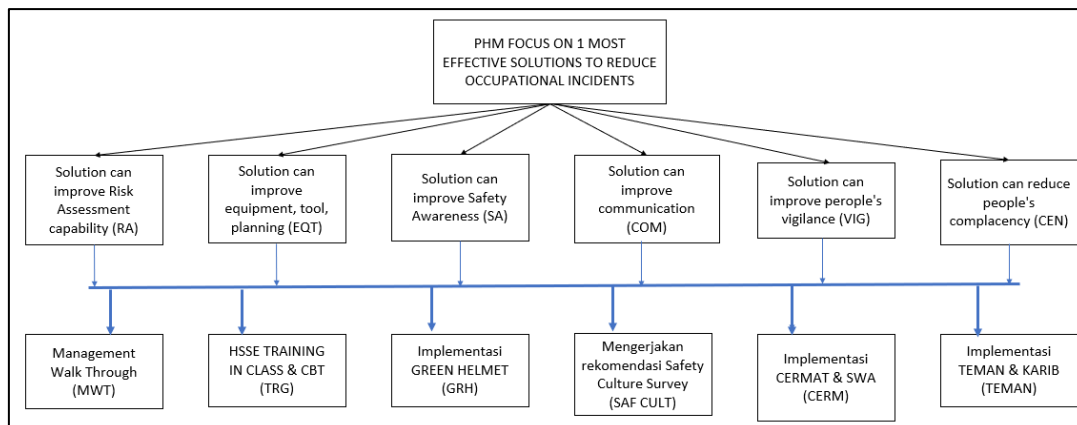 PHM FOCUS ON 1 MOST
EFFECTIVE SOLUTIONS TO REDUCE
OCCUPATIONAL INCIDENTS
Solution can
improve Risk
Assessment
capability (RA)
Solution can
improve
equipment, tool,
planning (EQT)
Solution can
improve Safety
Awareness (SA)
Solution can
improve
communication
(COM)
Solution can
improve perople's
vigilance (VIG)
Solution can reduce
people's
complacency (CEN)
Management
Walk Through
(MWT)
HSSE TRAINING
IN CLASS & CBT
(TRG)
Implementasi
GREEN HELMET
(GRH)
Mengerjakan
rekomendasi Safety
Culture Survey
(SAF CULT)
Implementasi
CERMAT & SWA
(CERM)
Implementasi
TEMAN & KARIB
(TEMAN)